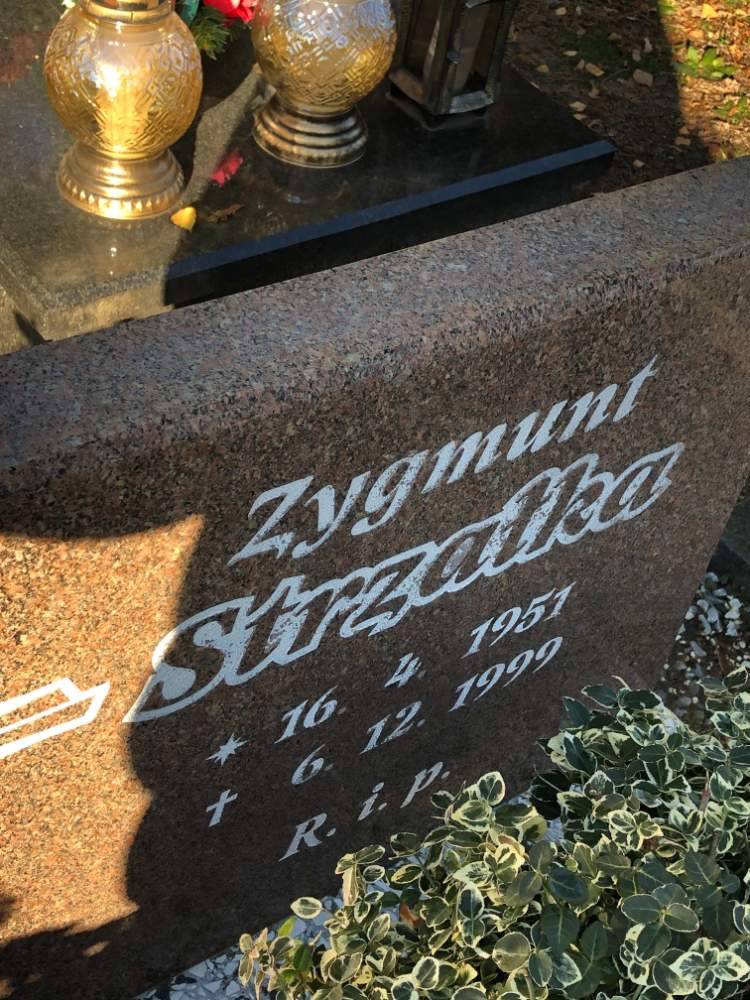 Zygmunt
Strzałka
* 16. 4. 1951
† 6. 12. 1999
R. i. p.